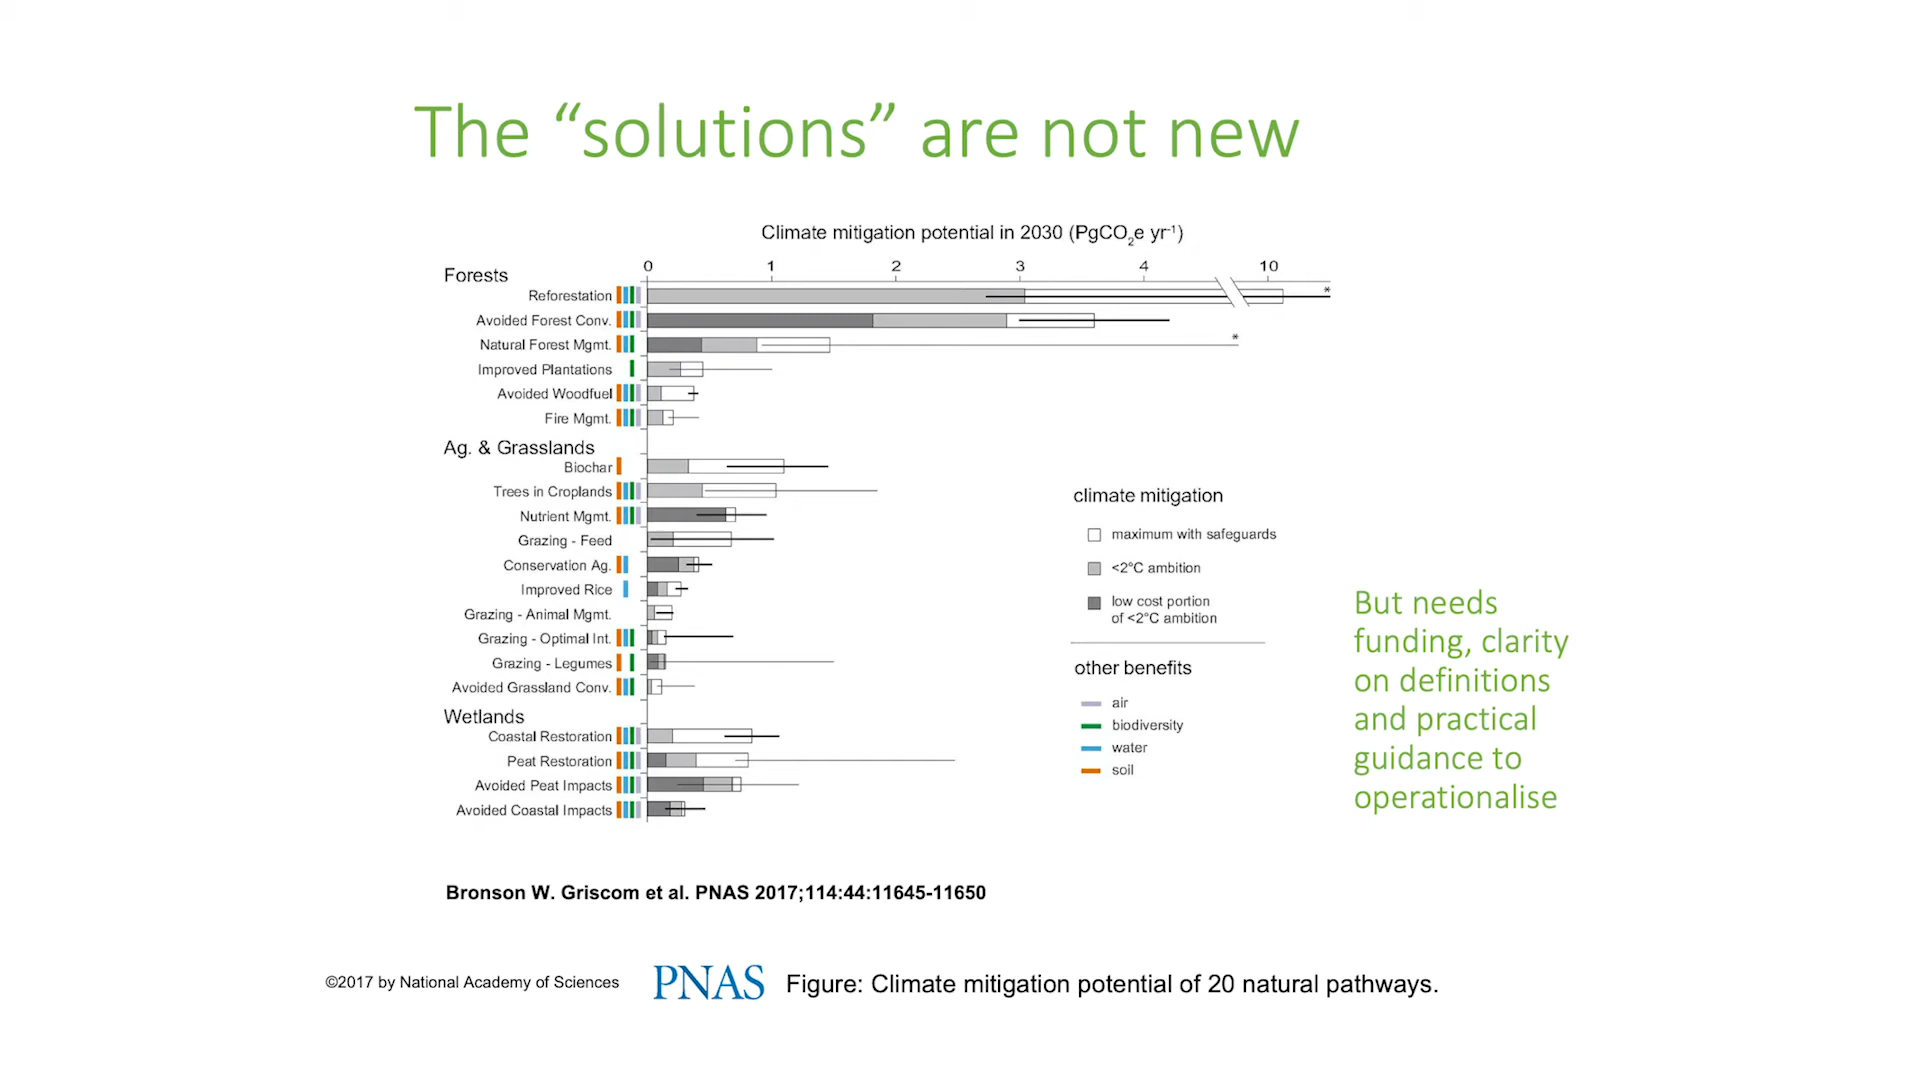 The “solutions” are not new
Climate mitigation potential in 2030 (PgCO2e yr-1)
0 1 2 3 4 10
Forests
Reforestation
*
Avoided Forest Conv.
Natural Forest Mgmt.
*
Improved Plantations
Avoided Woodfuel
Fire Mgmt.
Ag. & Grasslands
Biochar
Trees in Croplands
Nutrient Mgmt.
Grazing - Feed
Conservation Ag.
Improved Rice
Grazing - Animal Mgmt.
Grazing - Optimal Int.
Grazing - Legumes
Avoided Grassland Conv.
Wetlands
Coastal Restoration
Peat Restoration
Avoided Peat Impacts
Avoided Coastal Impacts
climate mitigation
maximum with safeguards
<2°C ambition
low cost portion
of <2°C ambition
other benefits
air
biodiversity
water
soil
But needs
funding, clarity
on definitions
and practical
guidance to
operationalise
Bronson W. Griscom et al. PNAS 2017;114:44:11645-11650
©2017 by National Academy of Sciences
PNAS
Figure: Climate mitigation potential of 20 natural pathways.